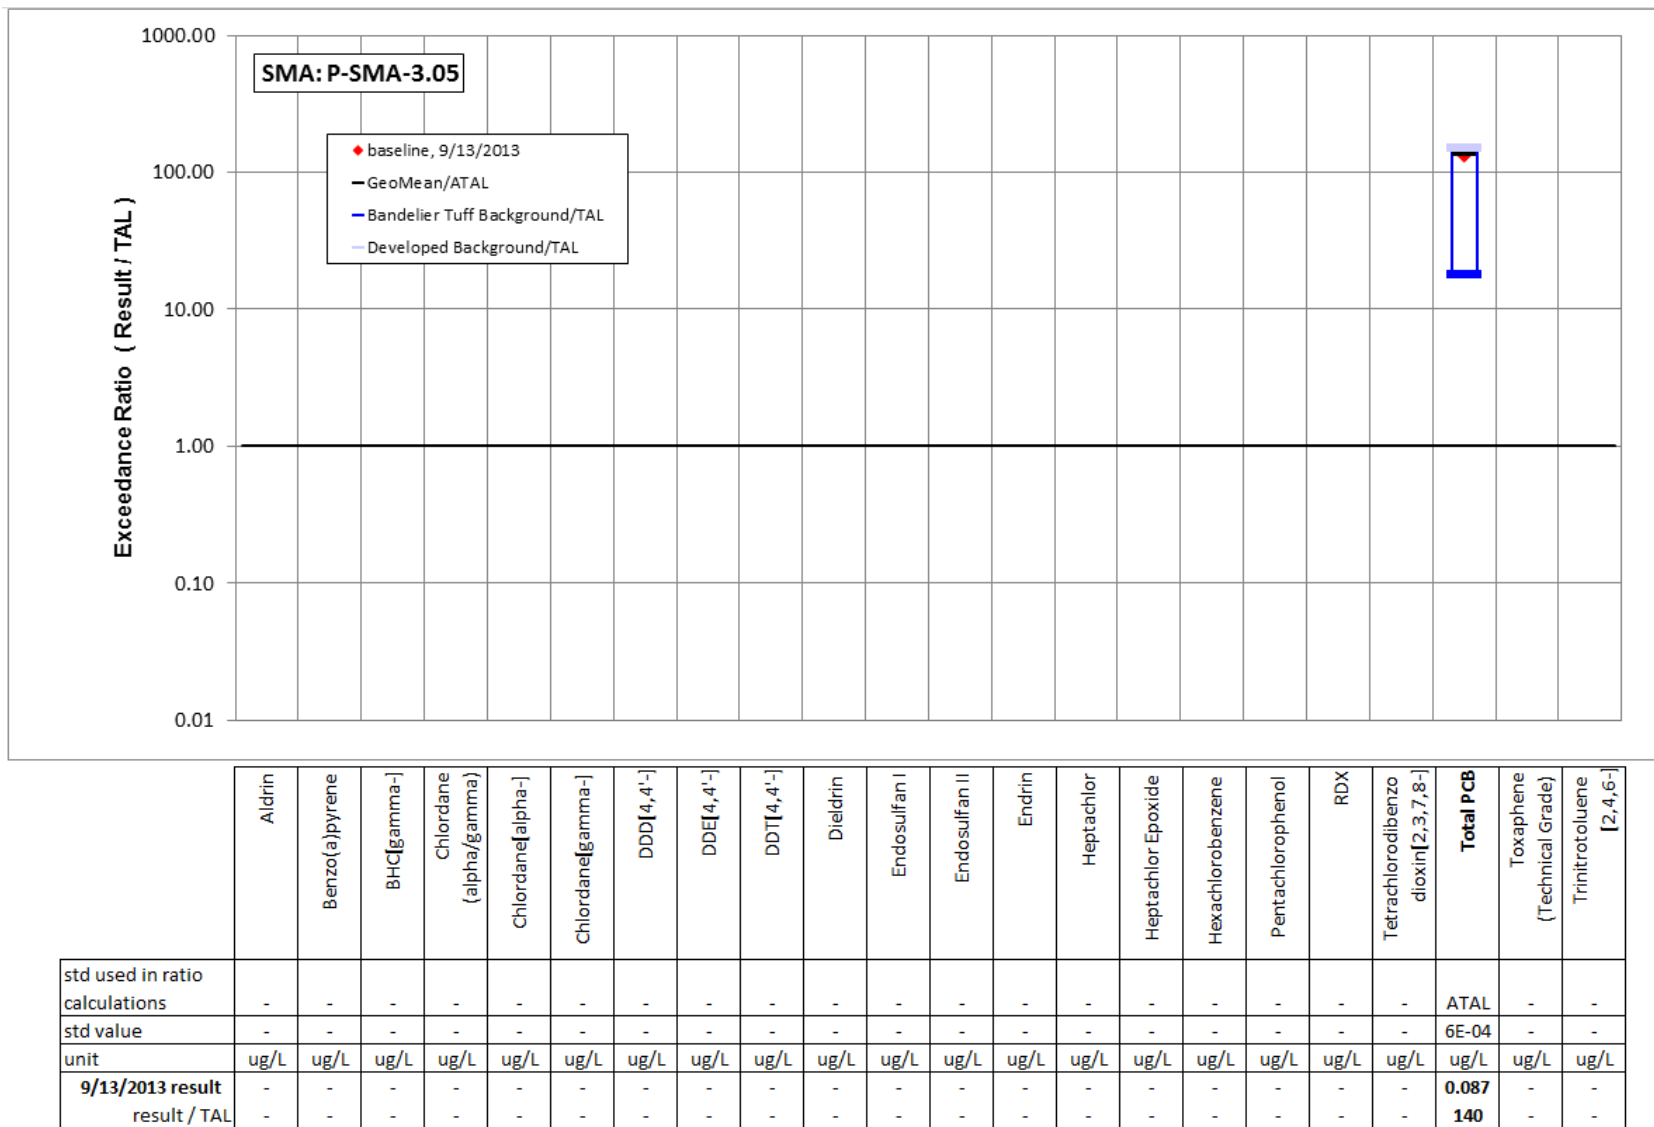 1000.00
SMA: P-SMA-3.05
baseline, 9/13/2013
GeoMean/ATAL
Bandelier Tuff Background/TAL
Developed Background/TAL
100.00
10.00
1.00
0.10
0.01
Exceedance Ratio ( Result / TAL )
Aldrin
Benzo(a)pyrene
BHC[gamma-]
Chlordane
(alpha/gamma)
Chlordane[alpha-]
Chlordane[gamma-]
DDD[4,4'-]
DDE[4,4'-]
DDT[4,4'-]
Dieldrin
Endosulfan I
Endosulfan II
Endrin
Heptachlor
Heptachlor Epoxide
Hexachlorobenzene
Pentachlorophenol
RDX
Tetrachlorodibenzo
dioxin[2,3,7,8-]
Total PCB
Toxaphene
(Technical Grade)
Trinitrotoluene
[2,4,6-]
std used in ratio
calculations - - - - - - - - - - - - - - - - - - - ATAL - -
std value - - - - - - - - - - - - - - - - - - - 6E-04 - -
unit ug/L ug/L ug/L ug/L ug/L ug/L ug/L ug/L ug/L ug/L ug/L ug/L ug/L ug/L ug/L ug/L ug/L ug/L ug/L ug/L ug/L ug/L
9/13/2013 result - - - - - - - - - - - - - - - - - - - 0.087 - -
result / TAL - - - - - - - - - - - - - - - - - - - 140 - -